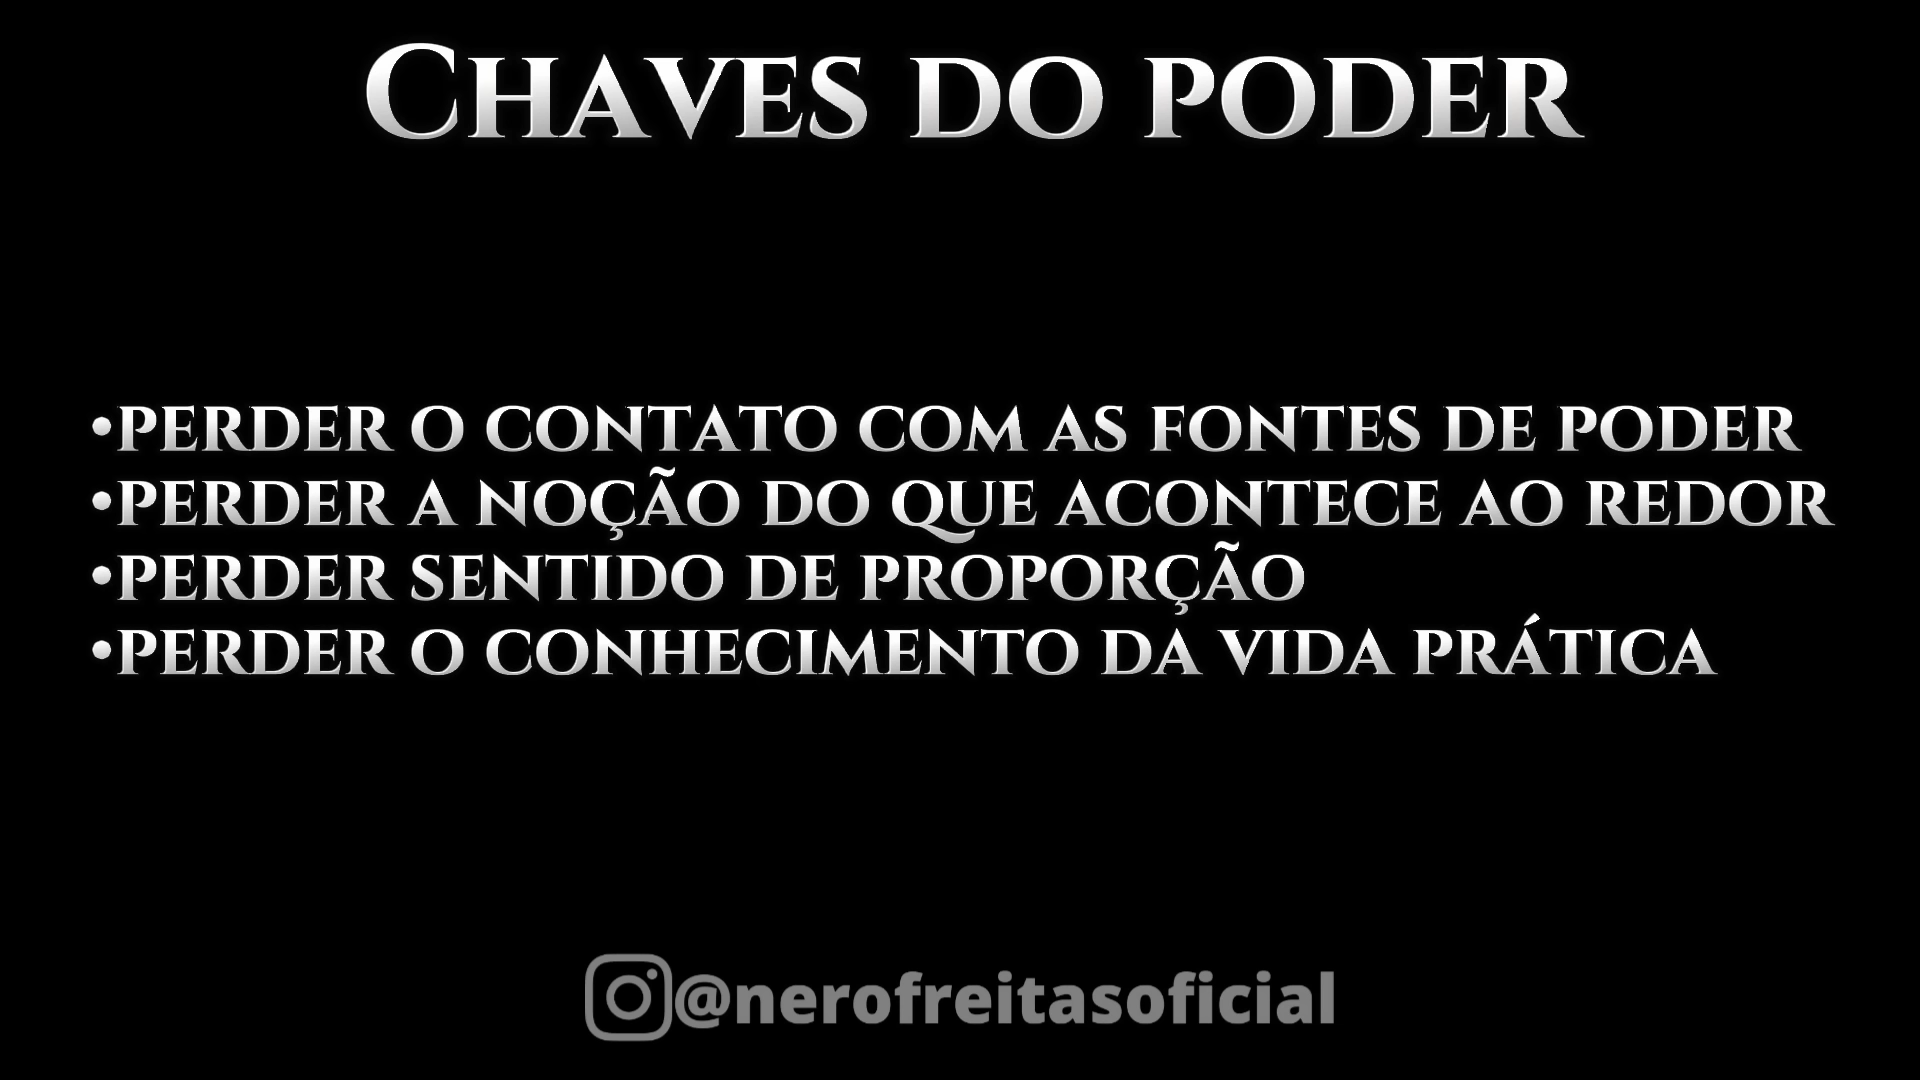 Chaves do poder
•perder o contato com as fontes de poder
•perder a noção do que acontece ao redor
•perder sentido de proporção
•perder o conhecimento da vida prática
@nerofreitasoficial